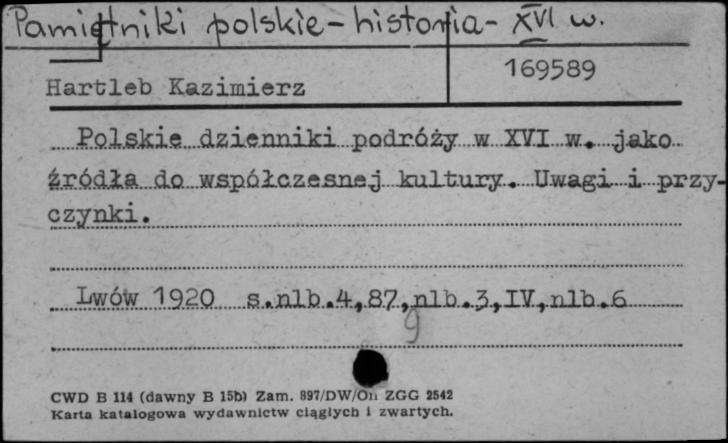 Pamiętniki polskie - historia - XVI w.
169589
Hartleb Kazimierz
Polskie dzienniki podróży w XVI w. jako
źródła do współczesnej kultury. Uwagi i przy-
czynki.
Lwów 1920 s.nlb.4,87,nlb.3,IV,nlb.6
9
CWD B 114 (dawny B 15b) Zam. 897/DW/On ZGG 2542
Karta katalogowa wydawnictw ciągłych i zwartych.